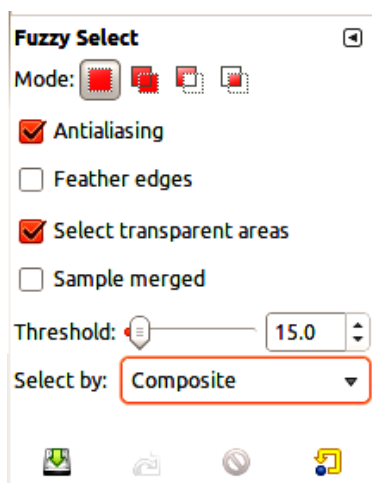 Fuzzy Select
Mode:
Antialiasing
Feather edges
Select transparent areas
Sample merged
Threshold: 15.0
Select by: Composite